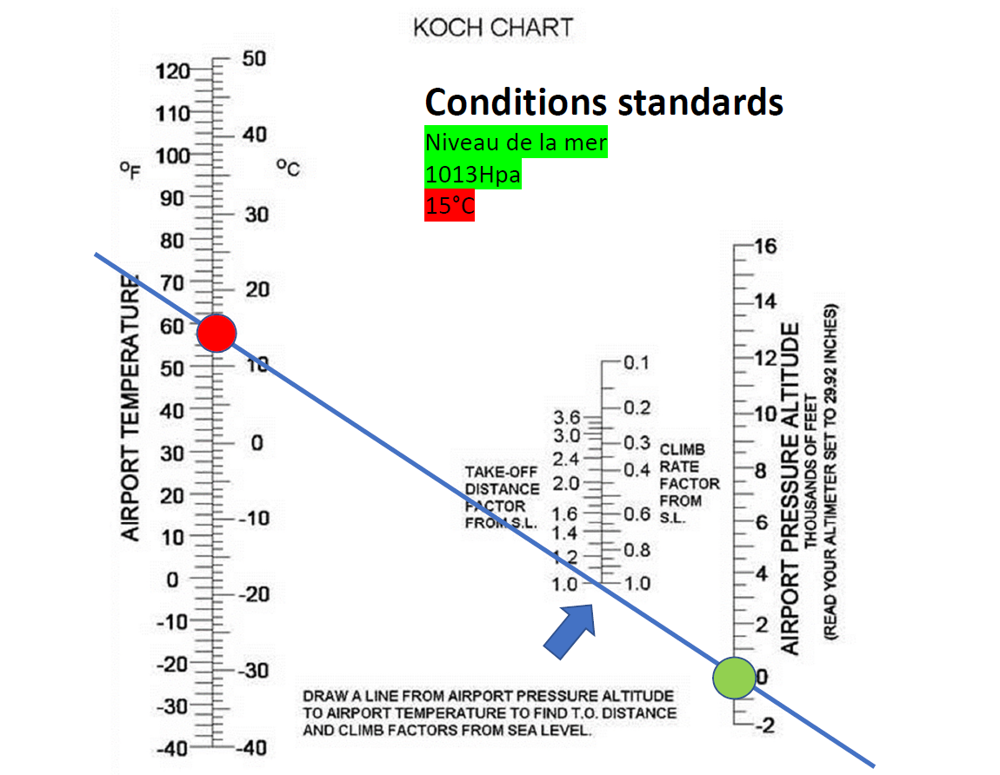 KOCH CHART
Conditions standards
Niveau de la mer
1013Hpa
15°C
ºF
120
110
100
90
80
70
60
50
40
30
20
10
0
-10
-20
-30
-40
ºC
50
40
30
20
10
0
-10
-20
-30
-40
AIRPORT TEMPERATURE
TAKE-OFF
DISTANCE
FACTOR
FROM S.L.
3.6
3.0
2.4
2.0
1.6
1.4
1.2
1.0
0.1
0.2
0.3
0.4
0.6
0.8
1.0
CLIMB
RATE
FACTOR
FROM
S.L.
16
14
12
10
8
6
4
2
0
-2
AIRPORT PRESSURE ALTITUDE
THOUSANDS OF FEET
(READ YOUR ALTIMETER SET TO 29.92 INCHES)
DRAW A LINE FROM AIRPORT PRESSURE ALTITUDE
TO AIRPORT TEMPERATURE TO FIND T.O. DISTANCE
AND CLIMB FACTORS FROM SEA LEVEL.